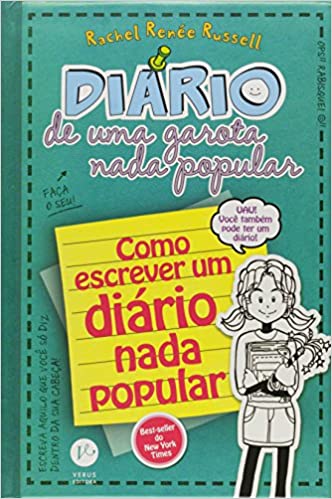 Rachel Renée Russell
DIÁRIO
de uma garota
nada popular
OPS!! RABISQUEI ☺!!
FAÇA
O SEU!
UAU!
Você também
pode ter um
diário!
Como
escrever um
diário
nada
popular
ESCREVA AQUILO QUE VOCÊ SÓ DIZ
DENTRO DA SUA CABEÇA!
Best-seller
do
New York
Times
VERUS
EDITORA